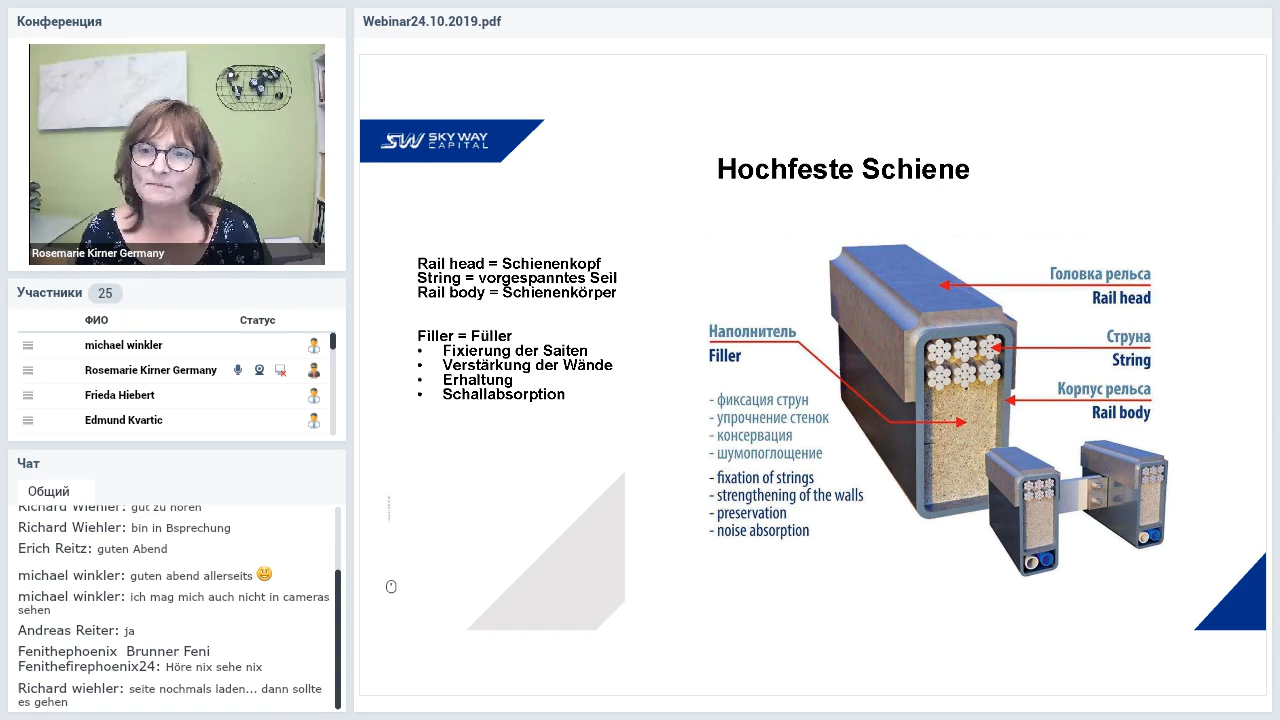 Конференция
Rosemarie Kirner Germany
Участники 25
ФИО Статус
michael winkler
Rosemarie Kirner Germany
Frieda Hiebert
Edmund Kvartic
Чат
Общий
Richard Wiehler: gut zu hören
Richard Wiehler: bin in Bsprechung
Erich Reitz: guten Abend
michael winkler: guten abend allerseits
michael winkler: ich mag mich auch nicht in cameras
sehen
Andreas Reiter: ja
Fenithephoenix Brunner Feni
Fenithefirephoenix24: Höre nix sehe nix
Richard wiehler: seite nochmals laden... dann sollte
es gehen
Webinar24.10.2019.pdf
SW SKYWAY
CAPITAL
Hochfeste Schiene
Rail head = Schienenkopf
String = vorgespanntes Seil
Rail body = Schienenkörper
Filler = Füller
• Fixierung der Saiten
• Verstärkung der Wände
• Erhaltung
• Schallabsorption
Наполнитель
Filler
- фиксация струн
- упрочнение стенок
- консервация
- шумопоглощение
- fixation of strings
- strengthening of the walls
- preservation
- noise absorption
Головка рельса
Rail head
Струна
String
Корпус рельса
Rail body